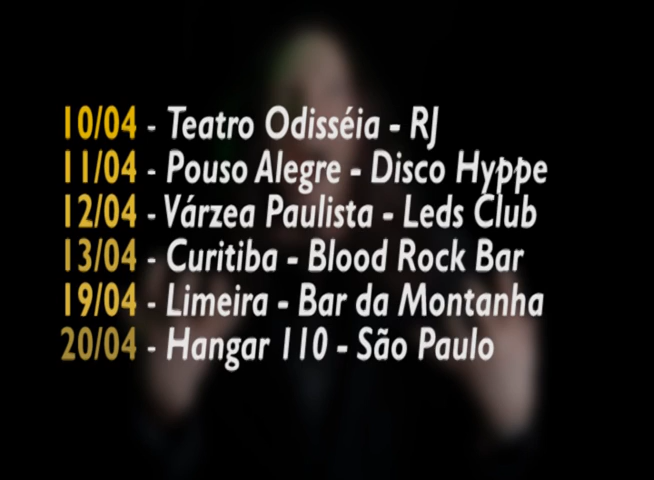 10/04 - Teatro Odisséia - RJ
11/04 - Pouso Alegre - Disco Hyppe
12/04 - Várzea Paulista - Leds Club
13/04 - Curitiba - Blood Rock Bar
19/04 - Limeira - Bar da Montanha
20/04 - Hangar 110 - São Paulo